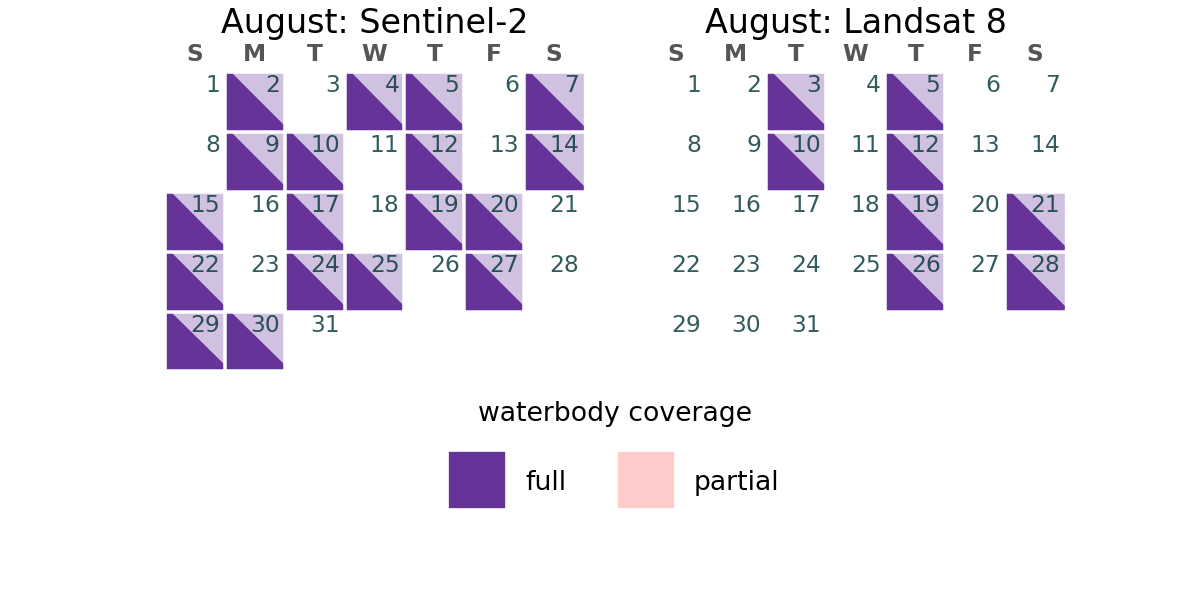 August: Sentinel-2
S M T W T F S
1 2 3 4 5 6 7
8 9 10 11 12 13 14
15 16 17 18 19 20 21
22 23 24 25 26 27 28
29 30 31
August: Landsat 8
S M T W T F S
1 2 3 4 5 6 7
8 9 10 11 12 13 14
15 16 17 18 19 20 21
22 23 24 25 26 27 28
29 30 31
waterbody coverage
full partial